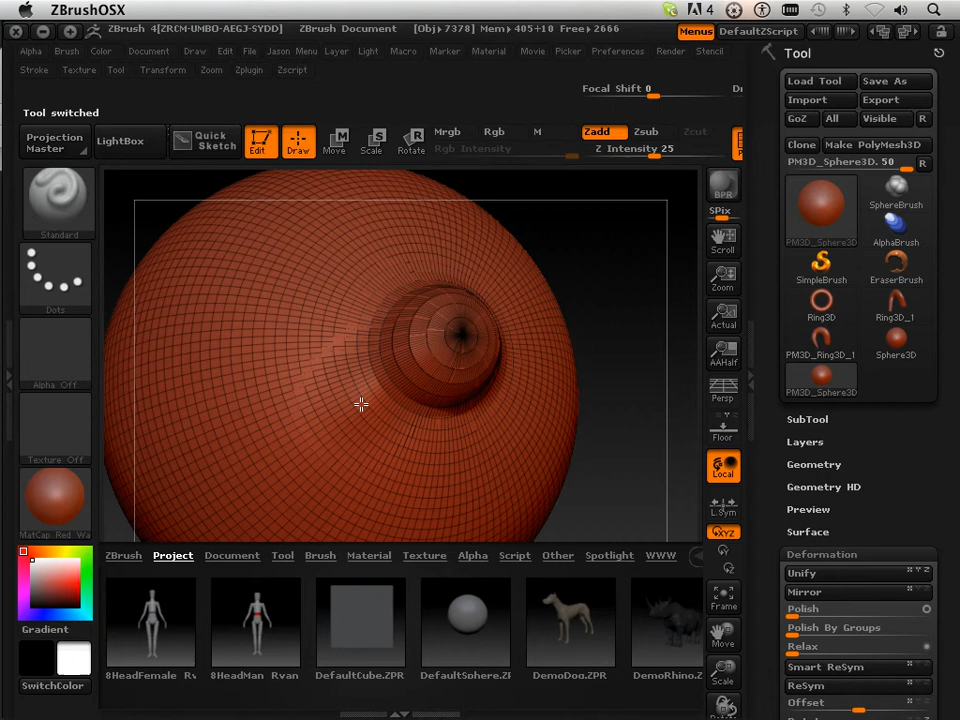 ZBrushOSX
4
ZBrush 4[ZRCM-UMBO-AEGJ-SYDD] ZBrush Document [Obj>7378] Mem>405+10 Free>2666
Menus DefaultZScript
Alpha Brush Color Document Draw Edit File Jason Menu Layer Light Macro Marker Material Movie Picker Preferences Render Stencil
Stroke Texture Tool Transform Zoom Zplugin Zscript
Tool
Load Tool Save As
Import Export
GoZ All Visible R
Clone Make PolyMesh3D
PM3D_Sphere3D. 50 R
Focal Shift 0
Tool switched
Projection Master
LightBox
Quick Sketch
Edit Draw Move Scale Rotate
Mrgb Rgb M
Rgb Intensity
Zadd Zsub Zcut
Z Intensity 25
Standard
Dots
Alpha Off
Texture Off
MatCap Red Wa
Gradient
SwitchColor
BPR
SPix
Scroll
Zoom
Actual
AAHalf
Persp
Floor
Local
L.Sym
XYZ
Frame
Move
Scale
Rotate
PM3D_Sphere3D SphereBrush
AlphaBrush
SimpleBrush EraserBrush
Ring3D Ring3D_1
PM3D_Ring3D_1 Sphere3D
PM3D_Sphere3D
SubTool
Layers
Geometry
Geometry HD
Preview
Surface
Deformation
Unify
Mirror
Polish
Polish By Groups
Relax
Smart ReSym
ReSym
Offset
ZBrush Project Document Tool Brush Material Texture Alpha Script Other Spotlight WWW
8HeadFemale_Rv 8HeadMan_Rvan DefaultCube.ZPR DefaultSphere.ZPR DemoDog.ZPR DemoRhino.ZPR